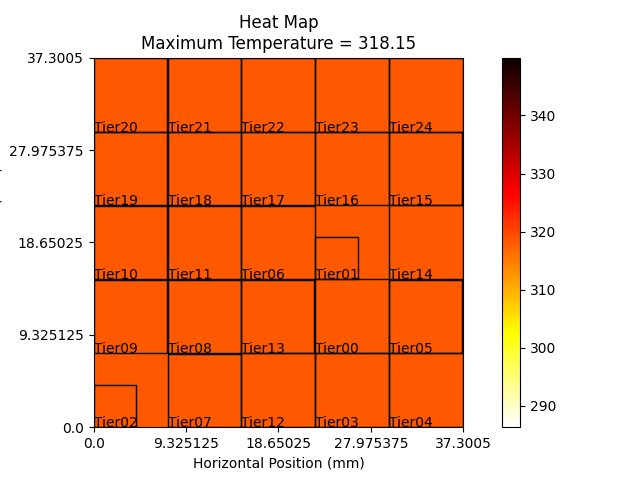 Heat Map
Maximum Temperature = 318.15
37.3005
27.975375
18.65025
9.325125
0.0
Tier20 Tier21 Tier22 Tier23 Tier24
Tier19 Tier18 Tier17 Tier16 Tier15
Tier10 Tier11 Tier06 Tier01 Tier14
Tier09 Tier08 Tier13 Tier00 Tier05
Tier02 Tier07 Tier12 Tier03 Tier04
0.0 9.325125 18.65025 27.975375 37.3005
Horizontal Position (mm)
340
330
320
310
300
290